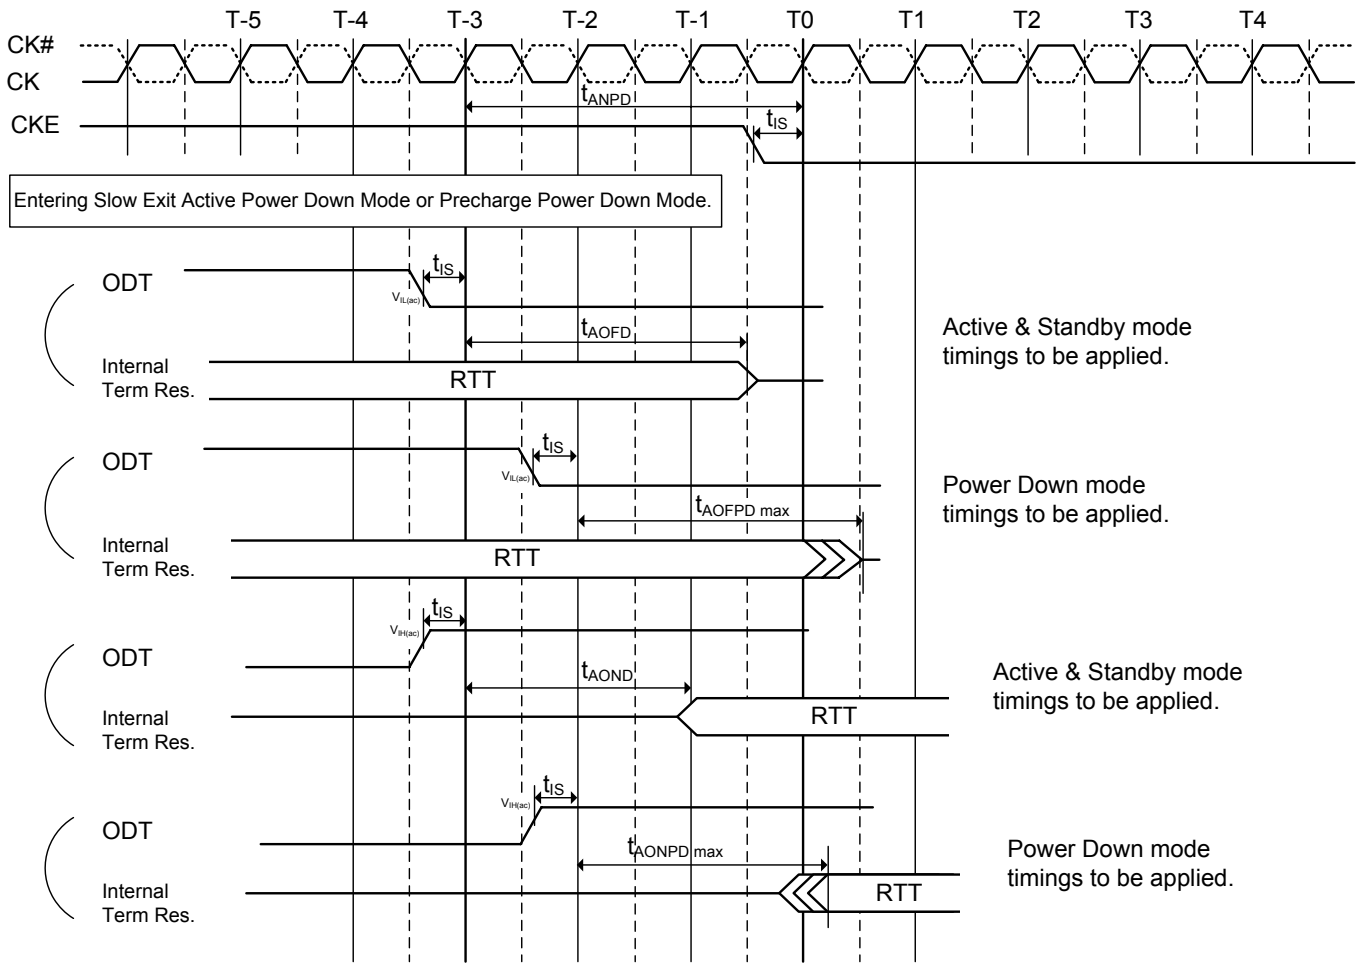 T-5 T-4 T-3 T-2 T-1 T0 T1 T2 T3 T4
CK#
CK
tANPD
CKE
tIS
Entering Slow Exit Active Power Down Mode or Precharge Power Down Mode.
ODT
tIS
VIL(ac)
tAOFD
Internal
Term Res.
RTT
Active & Standby mode
timings to be applied.
ODT
tIS
VIL(ac)
tAOFPD max
Internal
Term Res.
RTT
Power Down mode
timings to be applied.
ODT
tIS
VIH(ac)
tAOND
Internal
Term Res.
RTT
Active & Standby mode
timings to be applied.
ODT
tIS
VIH(ac)
tAONPD max
Internal
Term Res.
RTT
Power Down mode
timings to be applied.